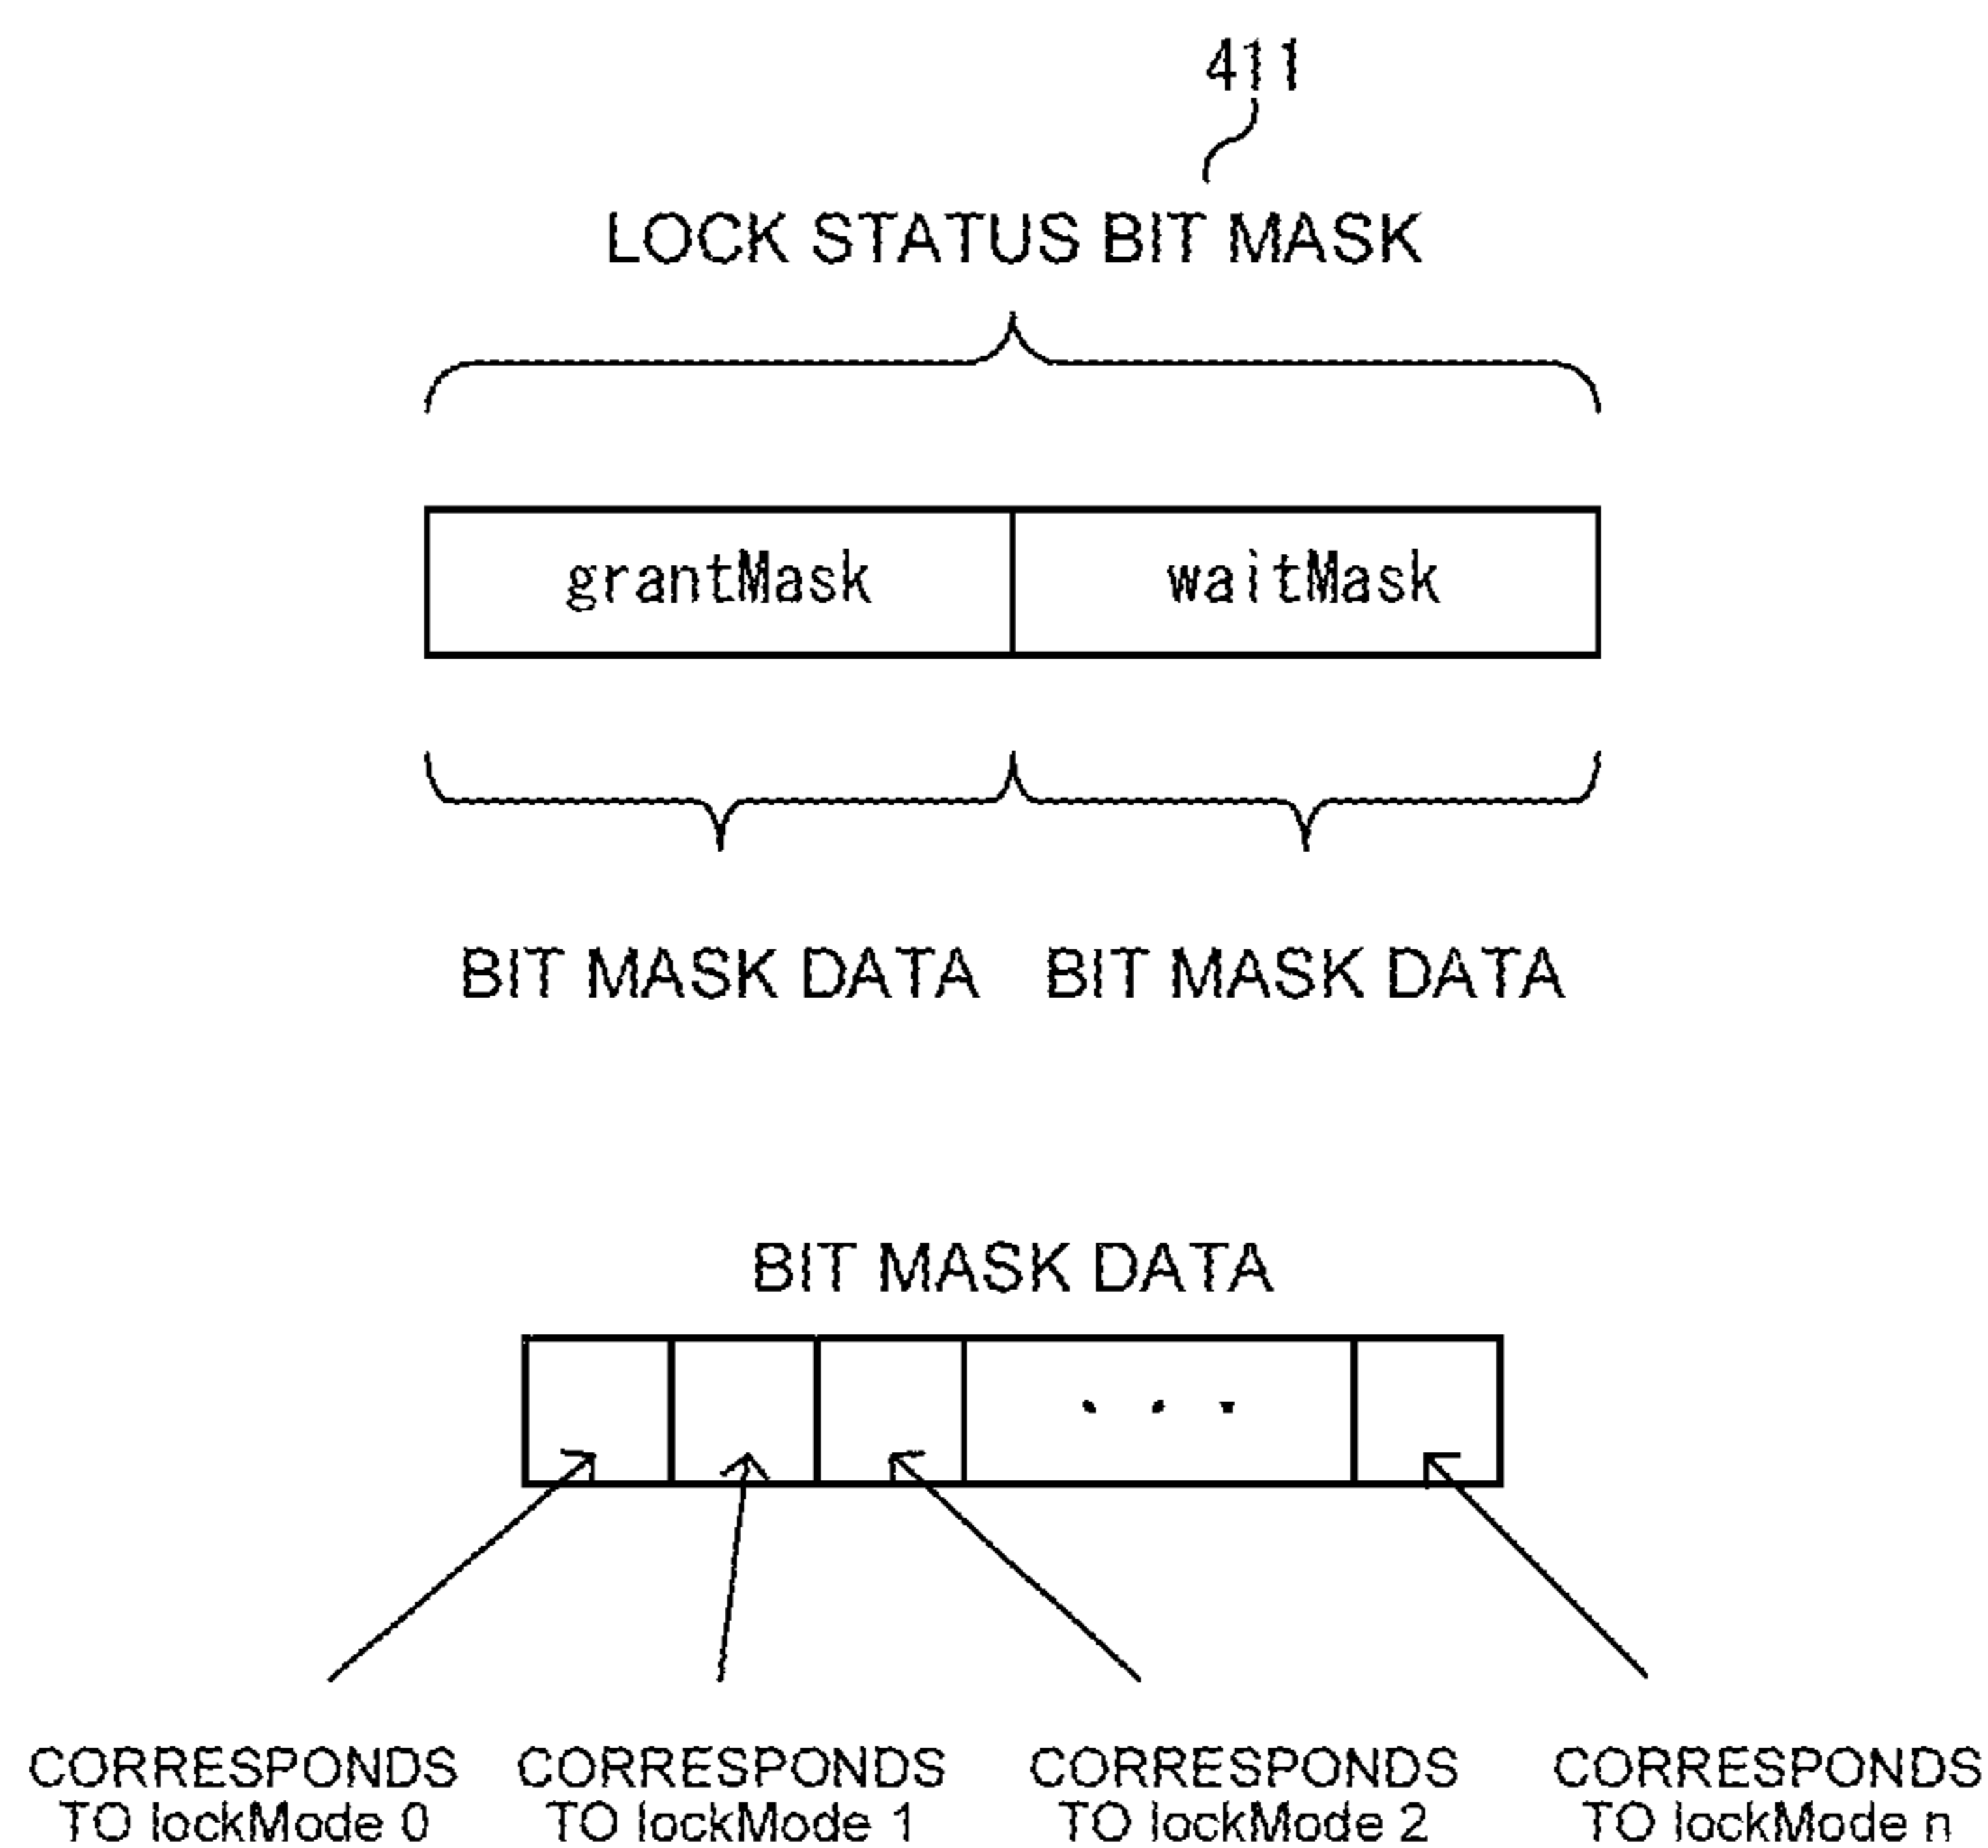 411
LOCK STATUS BIT MASK
grantMask waitMask
BIT MASK DATA BIT MASK DATA
BIT MASK DATA
. . .
CORRESPONDS CORRESPONDS CORRESPONDS CORRESPONDS
TO lockMode 0 TO lockMode 1 TO lockMode 2 TO lockMode n